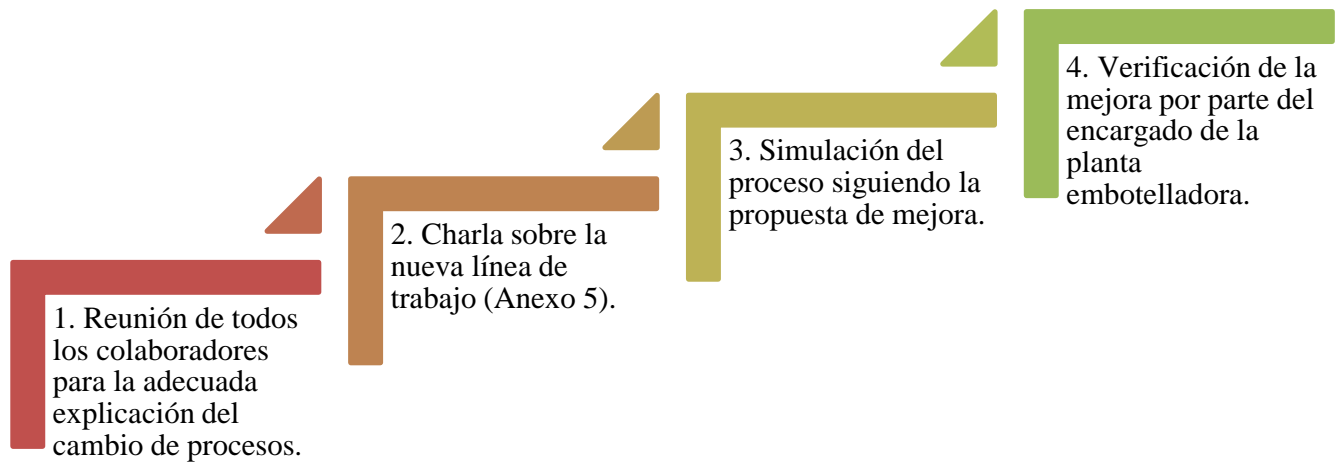 1. Reunión de todos
los colaboradores
para la adecuada
explicación del
cambio de procesos.
2. Charla sobre la
nueva línea de
trabajo (Anexo 5).
3. Simulación del
proceso siguiendo la
propuesta de mejora.
4. Verificación de la
mejora por parte del
encargado de la
planta
embotelladora.